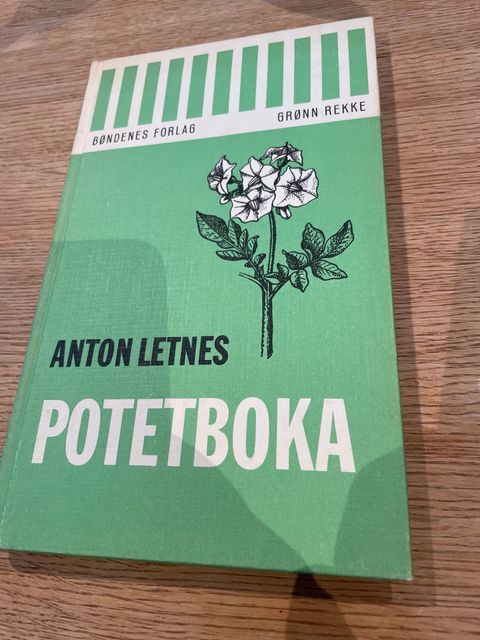 BØNDENES FORLAG GRØNN REKKE
ANTON LETNES
POTETBOKA